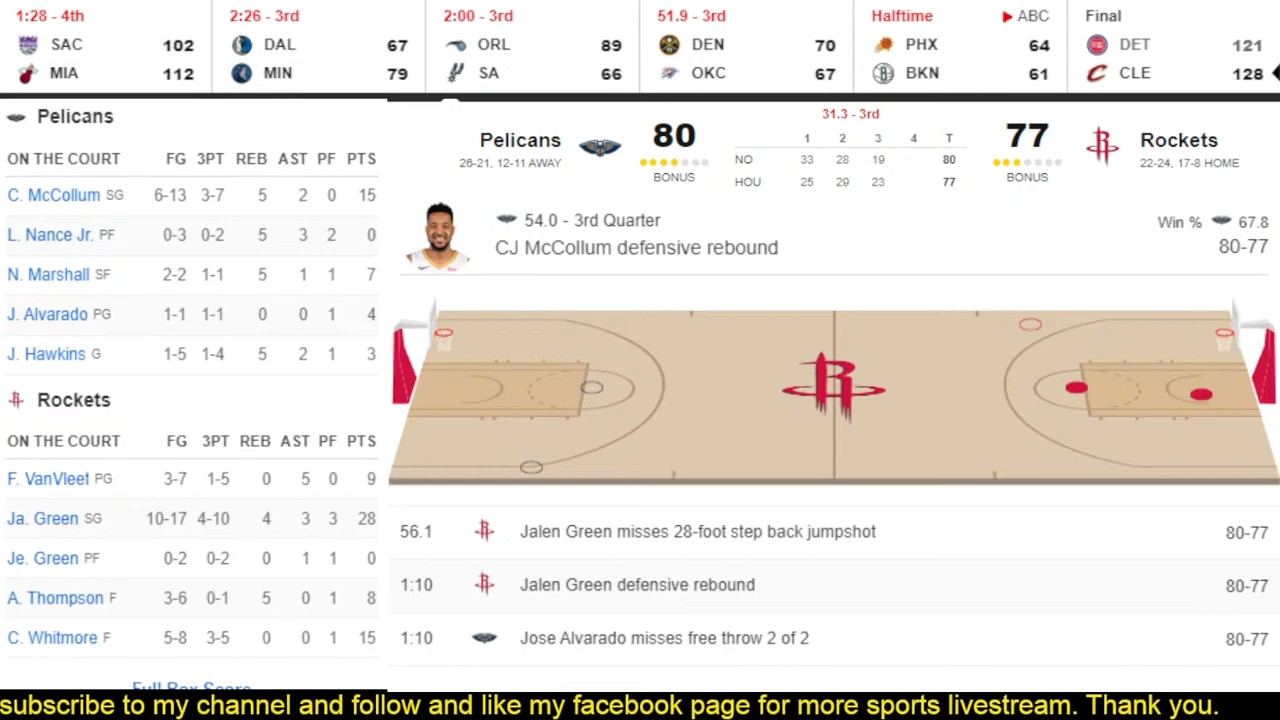 1:28 - 4th
SAC 102
MIA 112
2:26 - 3rd
DAL 67
MIN 79
2:00 - 3rd
ORL 89
SA 66
51.9 - 3rd
DEN 70
OKC 67
Halftime ABC
PHX 64
BKN 61
Final
DET 121
CLE 128
Pelicans
ON THE COURT FG 3PT REB AST PF PTS
C. McCollum SG 6-13 3-7 5 2 0 15
L. Nance Jr. PF 0-3 0-2 5 3 2 0
N. Marshall SF 2-2 1-1 5 1 1 7
J. Alvarado PG 1-1 1-1 0 0 1 4
J. Hawkins G 1-5 1-4 5 2 1 3
Rockets
ON THE COURT FG 3PT REB AST PF PTS
F. VanVleet PG 3-7 1-5 0 5 0 9
Ja. Green SG 10-17 4-10 4 3 3 28
Je. Green PF 0-2 0-2 0 1 1 0
A. Thompson F 3-6 0-1 5 0 1 8
C. Whitmore F 5-8 3-5 0 0 1 15
Full Box Score
Pelicans
26-21, 12-11 AWAY
80
BONUS
31.3 - 3rd
1 2 3 4 T
NO 33 28 19 80
HOU 25 29 23 77
77
BONUS
Rockets
22-24, 17-8 HOME
54.0 - 3rd Quarter
CJ McCollum defensive rebound
Win % 67.8
80-77
R
56.1 Jalen Green misses 28-foot step back jumpshot 80-77
1:10 Jalen Green defensive rebound 80-77
1:10 Jose Alvarado misses free throw 2 of 2 80-77
subscribe to my channel and follow and like my facebook page for more sports livestream. Thank you.